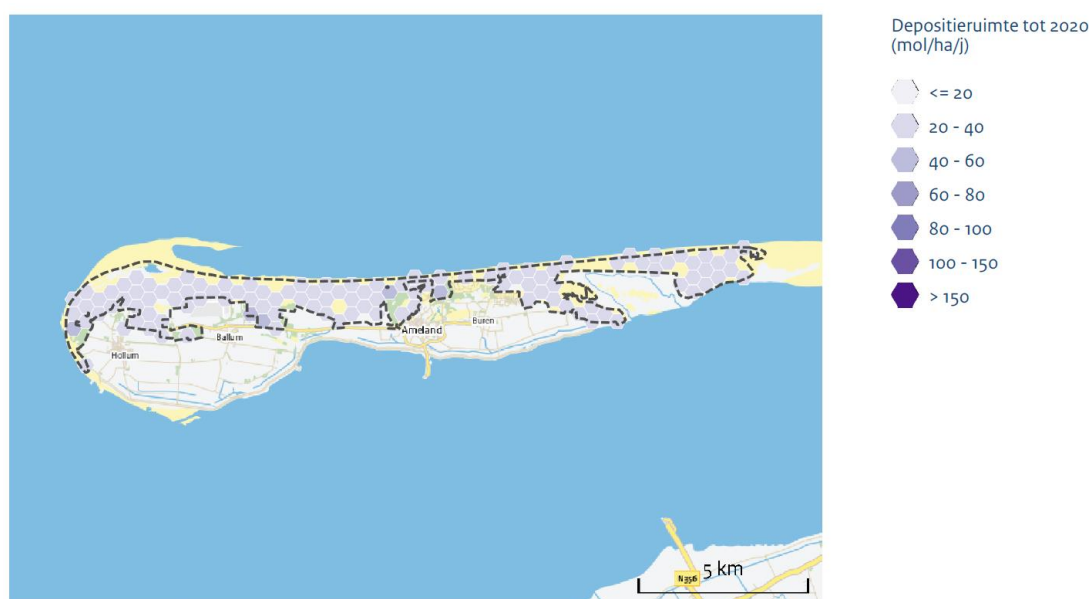 Depositieruimte tot 2020
(mol/ha/j)
<= 20
20 - 40
40 - 60
60 - 80
80 - 100
100 - 150
> 150
Hollum
Ballum
Ameland
Buren
N356
5 km